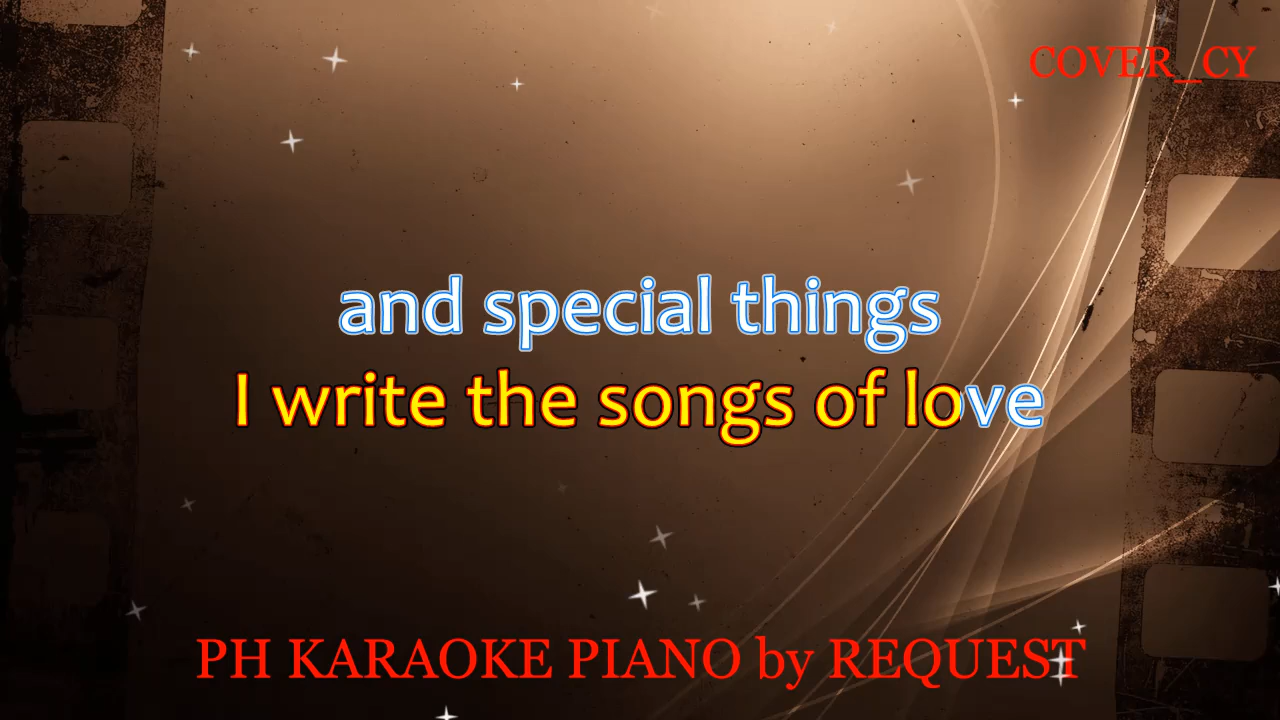 COVER_CY
and special things
I write the songs of love
PH KARAOKE PIANO by REQUEST